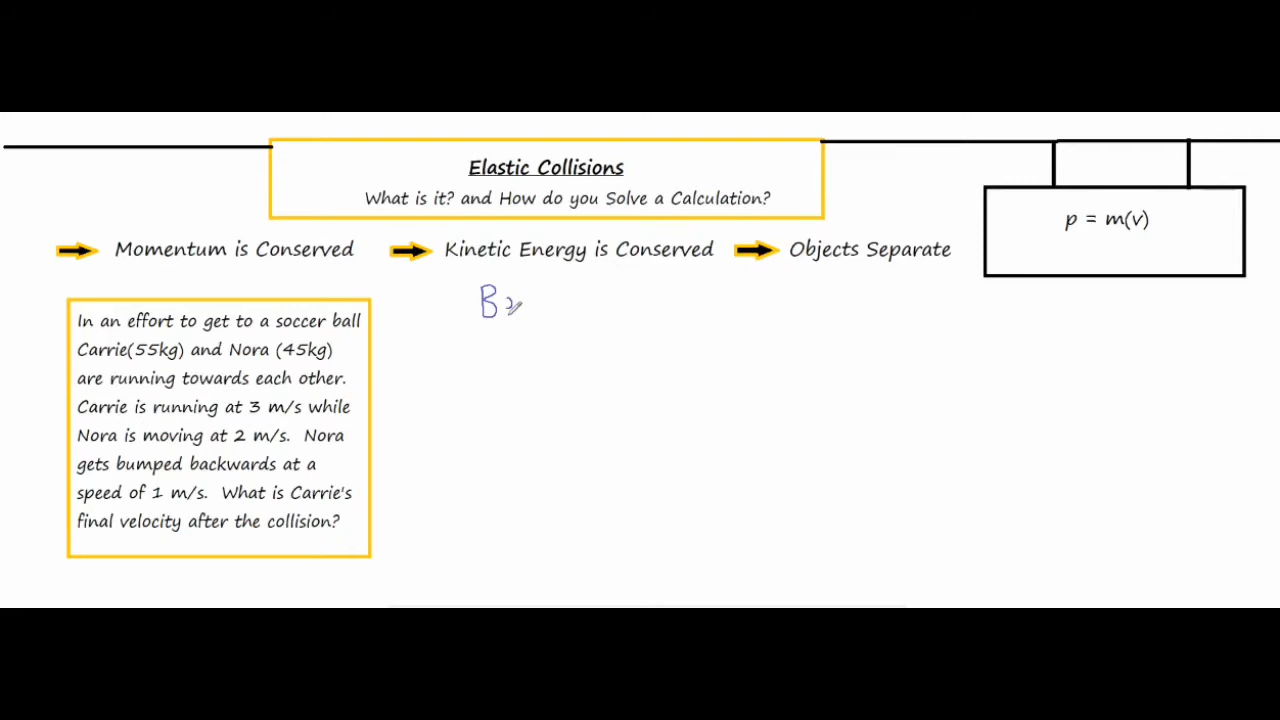 Elastic Collisions
What is it? and How do you Solve a Calculation?
p = m(v)
Momentum is Conserved
Kinetic Energy is Conserved
Objects Separate
B
In an effort to get to a soccer ball
Carrie(55kg) and Nora (45kg)
are running towards each other.
Carrie is running at 3 m/s while
Nora is moving at 2 m/s. Nora
gets bumped backwards at a
speed of 1 m/s. What is Carrie's
final velocity after the collision?